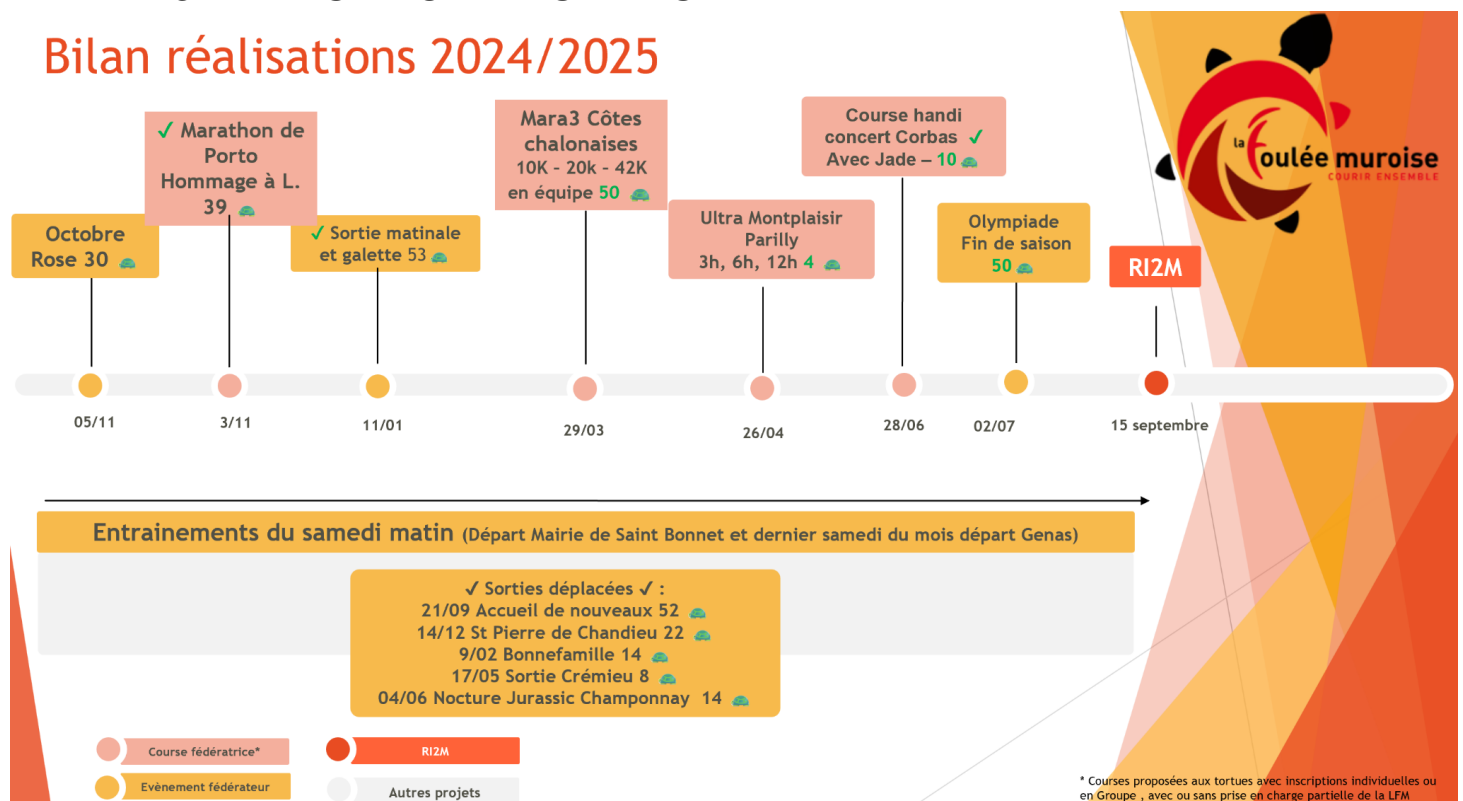 Bilan réalisations 2024/2025
la Foulée muroise
COURIR ENSEMBLE
Octobre
Rose 30
✓ Marathon de
Porto
Hommage à L.
39
✓ Sortie matinale
et galette 53
Mara3 Côtes
chalonaises
10K - 20k - 42K
en équipe 50
Ultra Montplaisir
Parilly
3h, 6h, 12h 4
Course handi
concert Corbas ✓
Avec Jade – 10
Olympiade
Fin de saison
50
RI2M
05/11
3/11
11/01
29/03
26/04
28/06
02/07
15 septembre
Entrainements du samedi matin (Départ Mairie de Saint Bonnet et dernier samedi du mois départ Genas)
✓ Sorties déplacées ✓ :
21/09 Accueil de nouveaux 52
14/12 St Pierre de Chandieu 22
9/02 Bonnefamille 14
17/05 Sortie Crémieu 8
04/06 Nocture Jurassic Champonnay 14
Course fédératrice*
RI2M
Evènement fédérateur
Autres projets
* Courses proposées aux tortues avec inscriptions individuelles ou
en Groupe , avec ou sans prise en charge partielle de la LFM